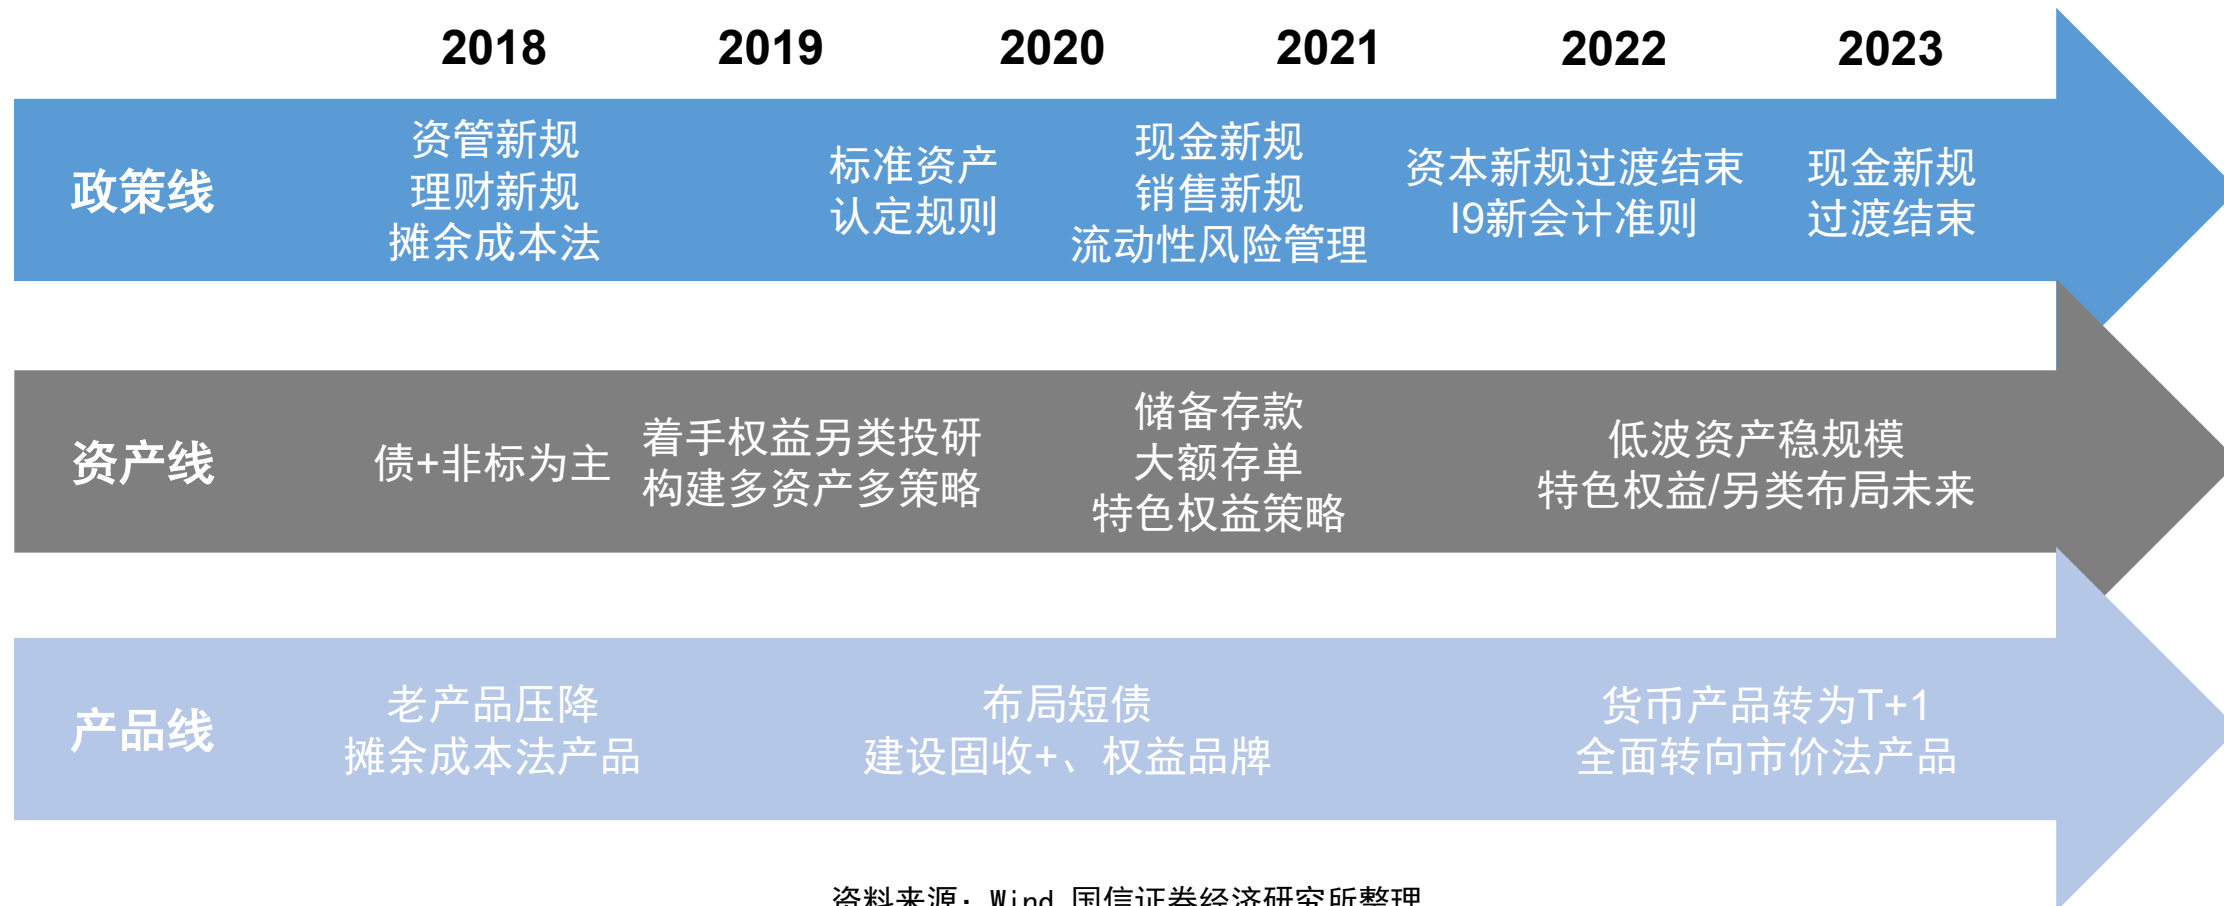 2018 2019 2020 2021 2022 2023
政策线
资管新规
理财新规
摊余成本法
标准资产
认定规则
现金新规
销售新规
流动性风险管理
资本新规过渡结束
I9新会计准则
现金新规
过渡结束
资产线
债+非标为主
着手权益另类投研
构建多资产多策略
储备存款
大额存单
特色权益策略
低波资产稳规模
特色权益/另类布局未来
产品线
老产品压降
摊余成本法产品
布局短债
建设固收+、权益品牌
货币产品转为T+1
全面转向市价法产品
资料来源：Wind 国信证券经济研究所整理